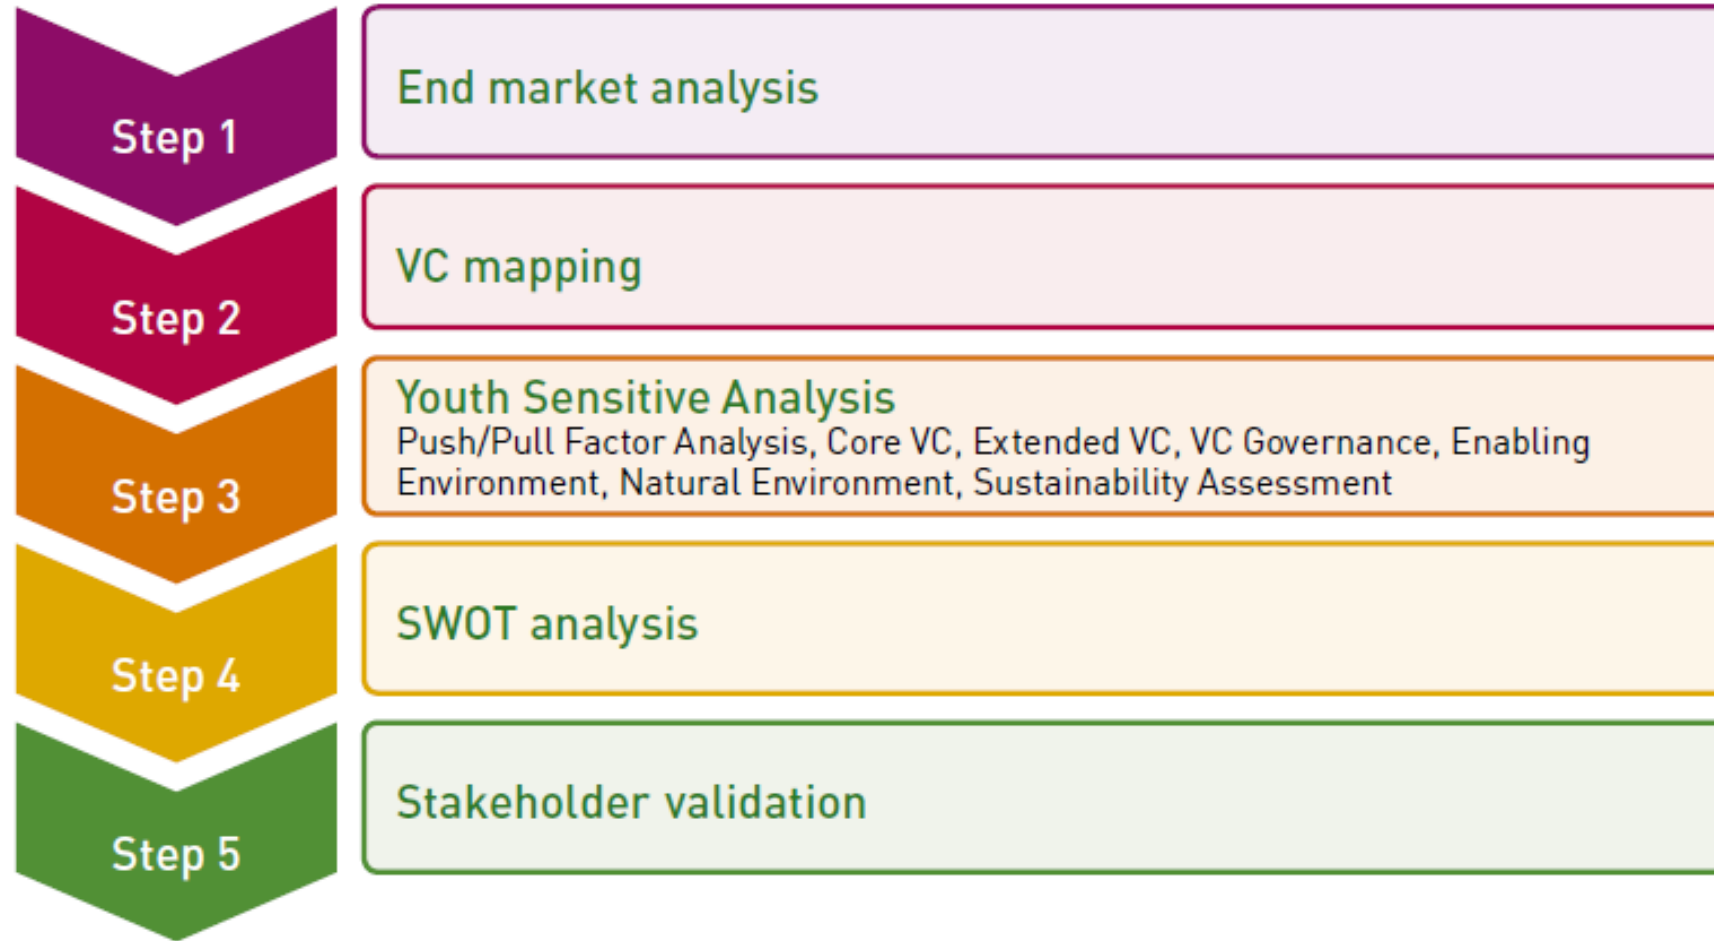 Step 1
End market analysis
Step 2
VC mapping
Step 3
Youth Sensitive Analysis
Push/Pull Factor Analysis, Core VC, Extended VC, VC Governance, Enabling
Environment, Natural Environment, Sustainability Assessment
Step 4
SWOT analysis
Step 5
Stakeholder validation